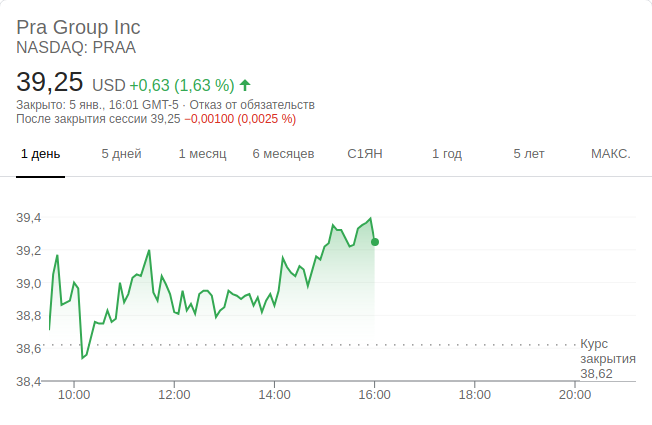 Pra Group Inc
NASDAQ: PRAA
39,25 USD +0,63 (1,63 %)
Закрыто: 5 янв., 16:01 GMT-5 · Отказ от обязательств
После закрытия сессии 39,25 −0,00100 (0,0025 %)
1 день 5 дней 1 месяц 6 месяцев С1ЯН 1 год 5 лет МАКС.
39,4
39,2
39,0
38,8
38,6
38,4
Курс
закрытия
38,62
10:00 12:00 14:00 16:00 18:00 20:00